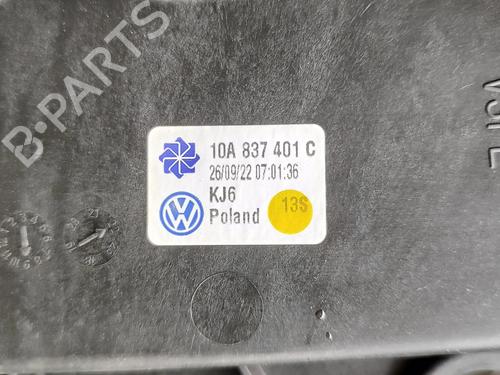 B-PARTS
10A 837 401 C
26/09/22 07:01:36
KJ6
Poland
13S